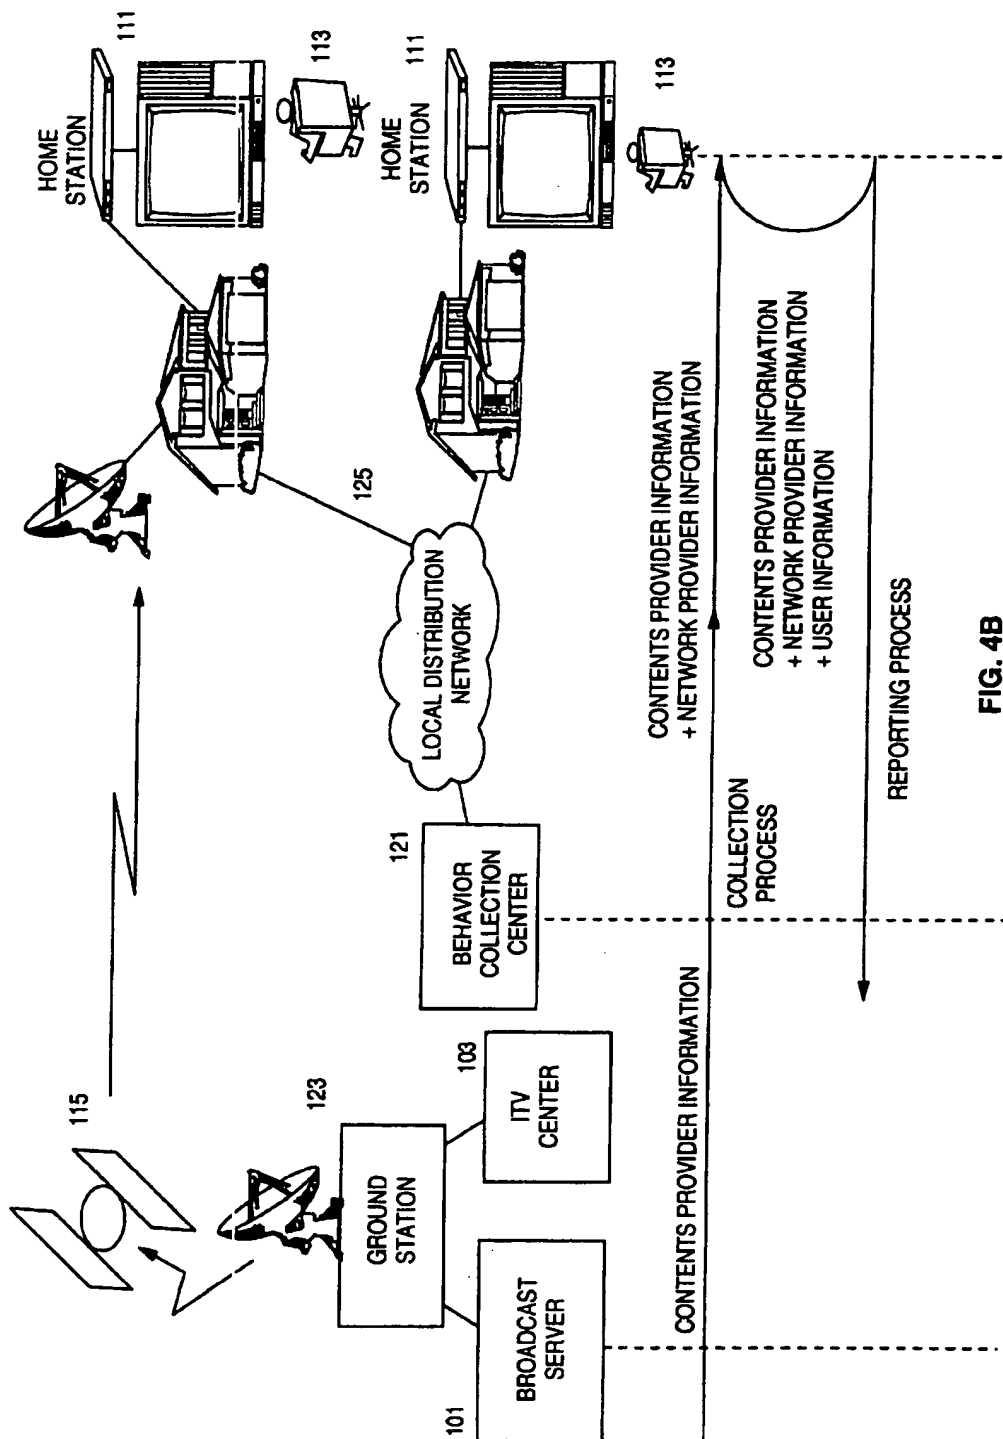 115
123
GROUND
STATION
101
BROADCAST
SERVER
103
ITV
CENTER
121
BEHAVIOR
COLLECTION
CENTER
LOCAL DISTRIBUTION
NETWORK
125
HOME
STATION
111
113
HOME
STATION
111
113
CONTENTS PROVIDER INFORMATION
COLLECTION
PROCESS
CONTENTS PROVIDER INFORMATION
+ NETWORK PROVIDER INFORMATION
CONTENTS PROVIDER INFORMATION
+ NETWORK PROVIDER INFORMATION
+ USER INFORMATION
REPORTING PROCESS
FIG. 4B